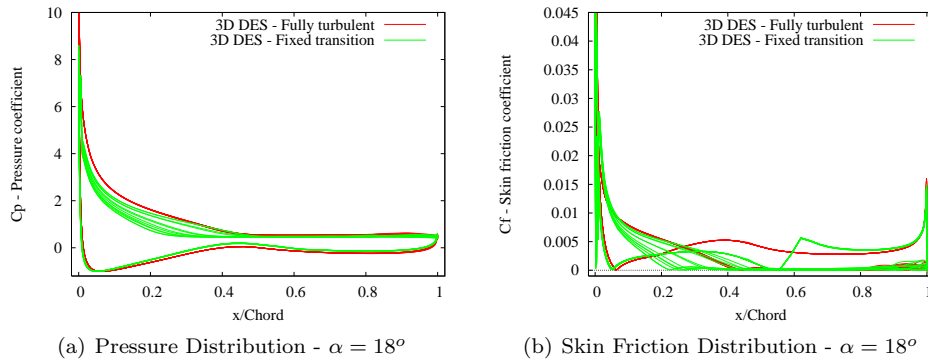 3D DES - Fully turbulent
3D DES - Fixed transition
10
8
6
4
2
0
Cp - Pressure coefficient
0
0.2
0.4
0.6
0.8
1
x/Chord
(a) Pressure Distribution - α = 18°
3D DES - Fully turbulent
3D DES - Fixed transition
0.045
0.04
0.035
0.03
0.025
0.02
0.015
0.01
0.005
0
Cf - Skin friction coefficient
0
0.2
0.4
0.6
0.8
1
x/Chord
(b) Skin Friction Distribution - α = 18°